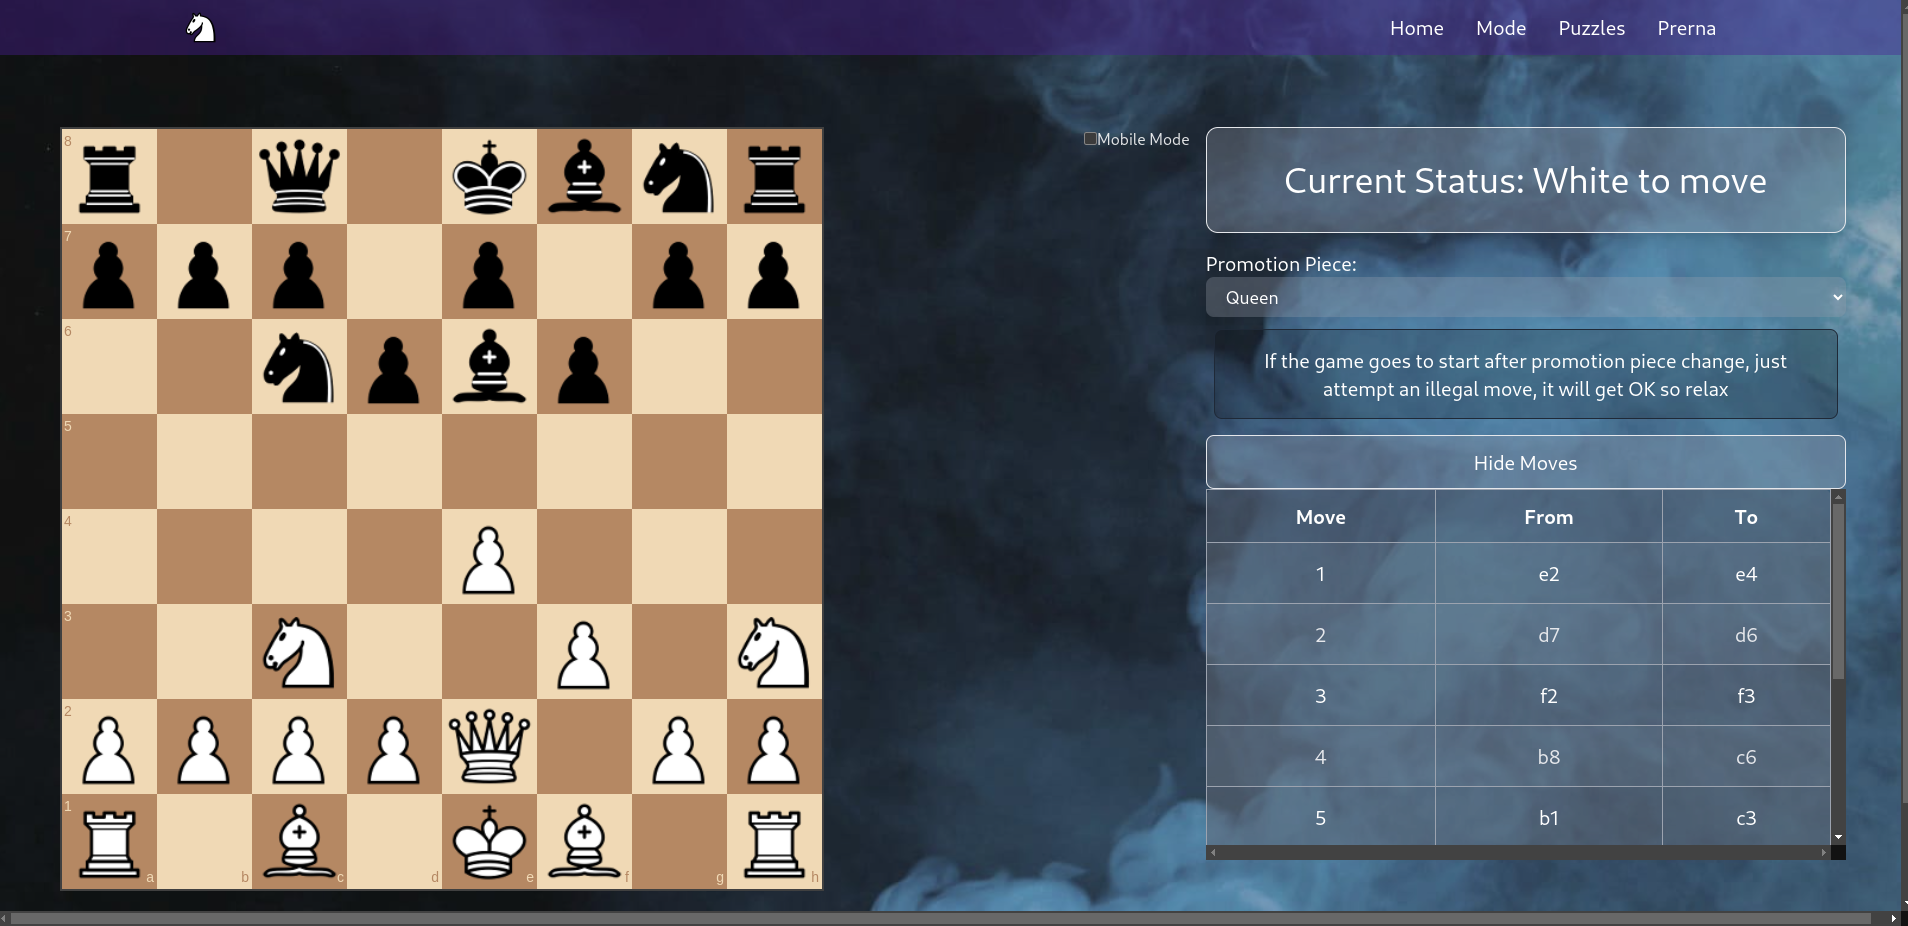 Home Mode Puzzles Prerna
Mobile Mode
Current Status: White to move
Promotion Piece:
Queen
If the game goes to start after promotion piece change, just
attempt an illegal move, it will get OK so relax
Hide Moves
Move From To
1 e2 e4
2 d7 d6
3 f2 f3
4 b8 c6
5 b1 c3
8
7
6
5
4
3
2
1
a b c d e f g h